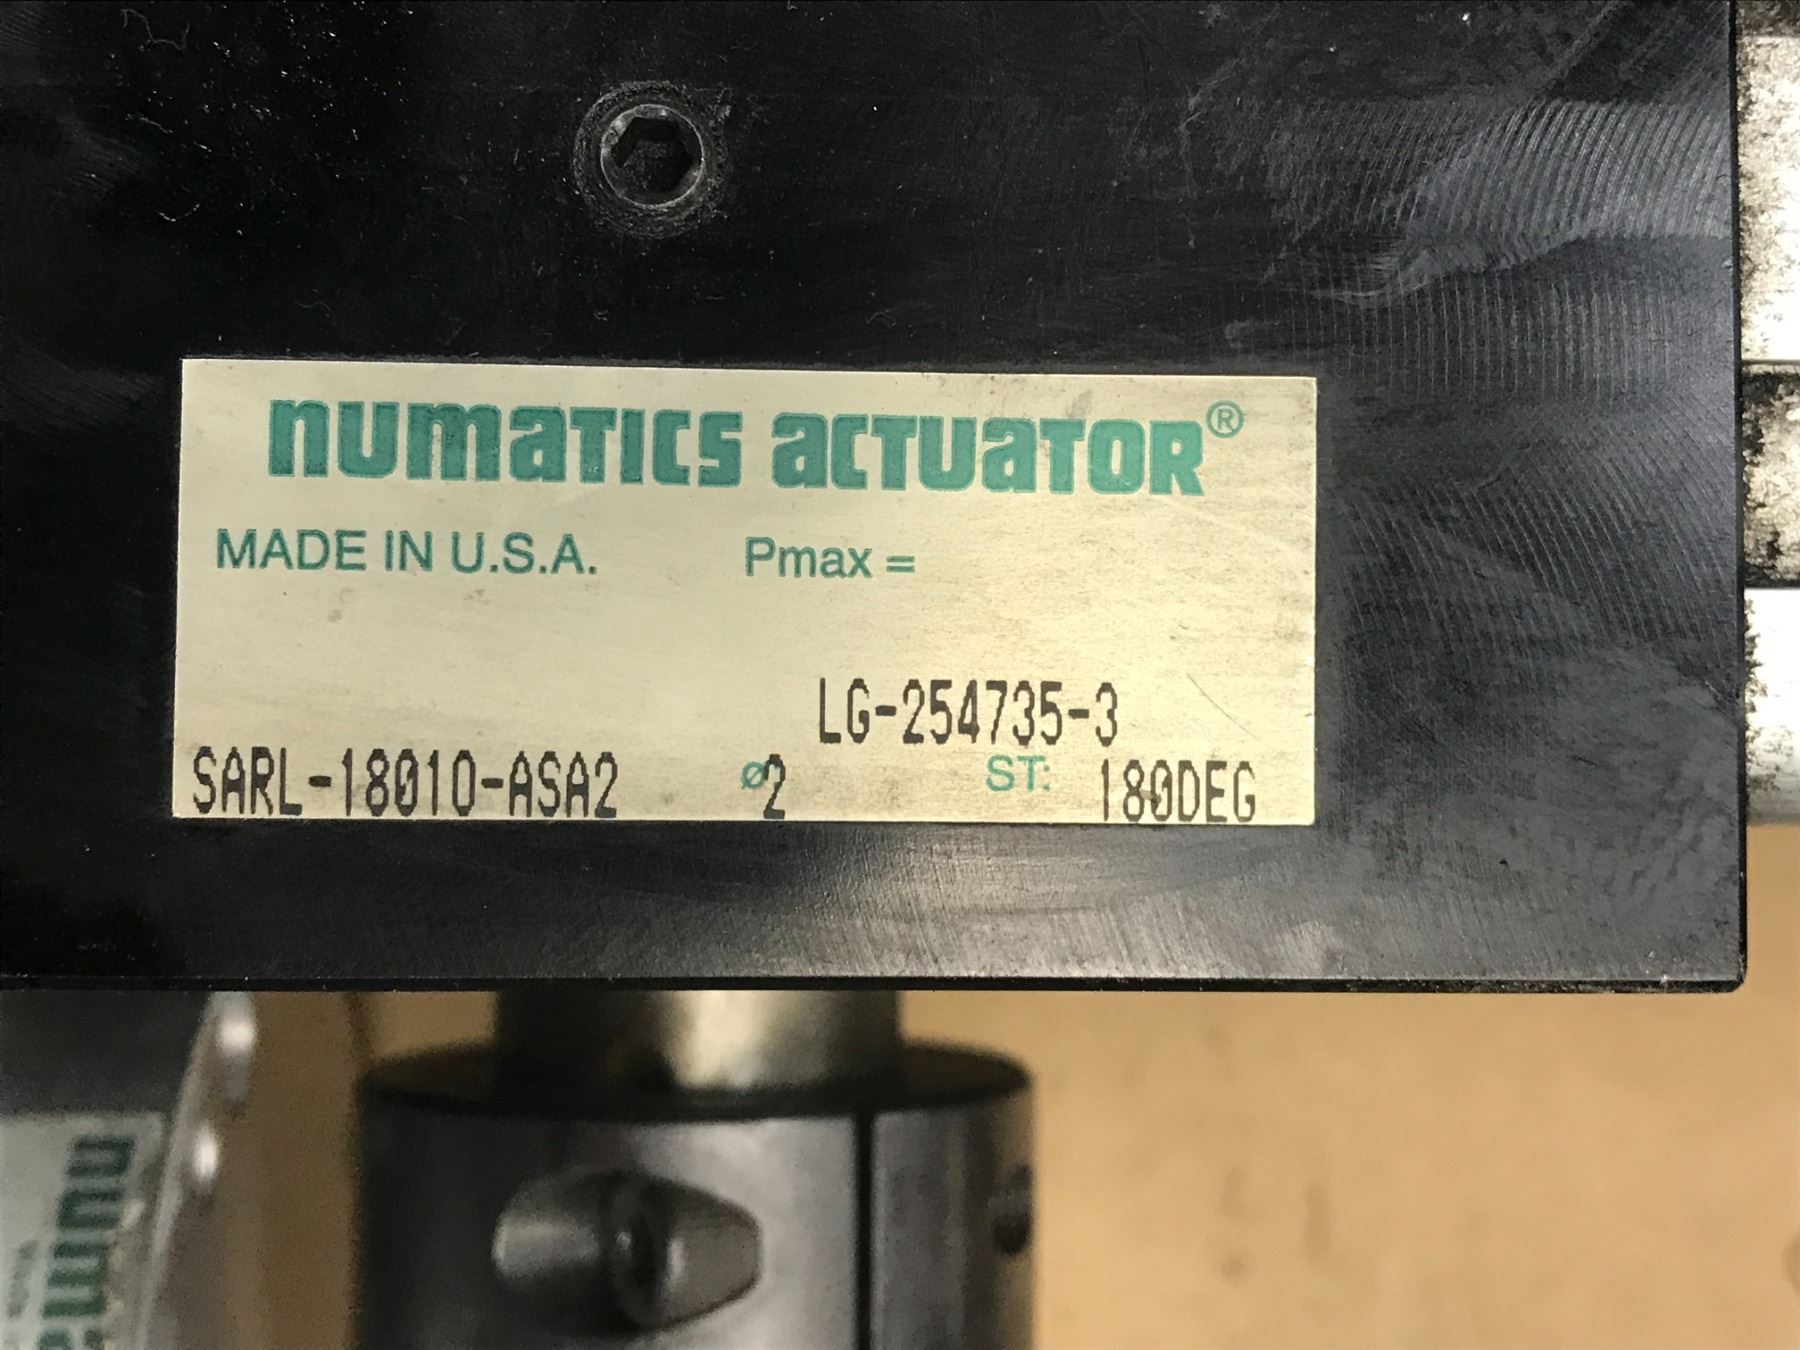 numatics actuator®
MADE IN U.S.A. Pmax =
LG-254735-3
SARL-18010-ASA2 ø2 ST: 180DEG